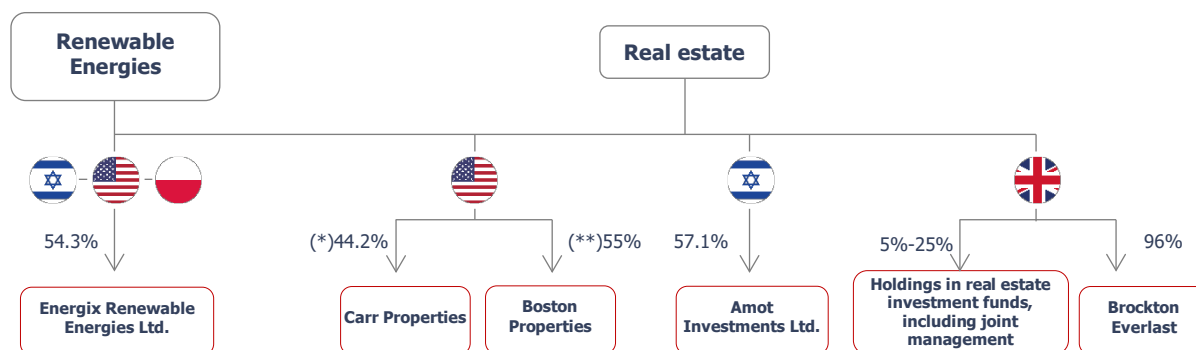 Renewable
Energies
Real estate
54.3%
(*)44.2%
(**)55%
57.1%
5%-25%
96%
Energix Renewable
Energies Ltd.
Carr Properties
Boston
Properties
Amot
Investments Ltd.
Holdings in real estate
investment funds,
including joint
management
Brockton
Everlast